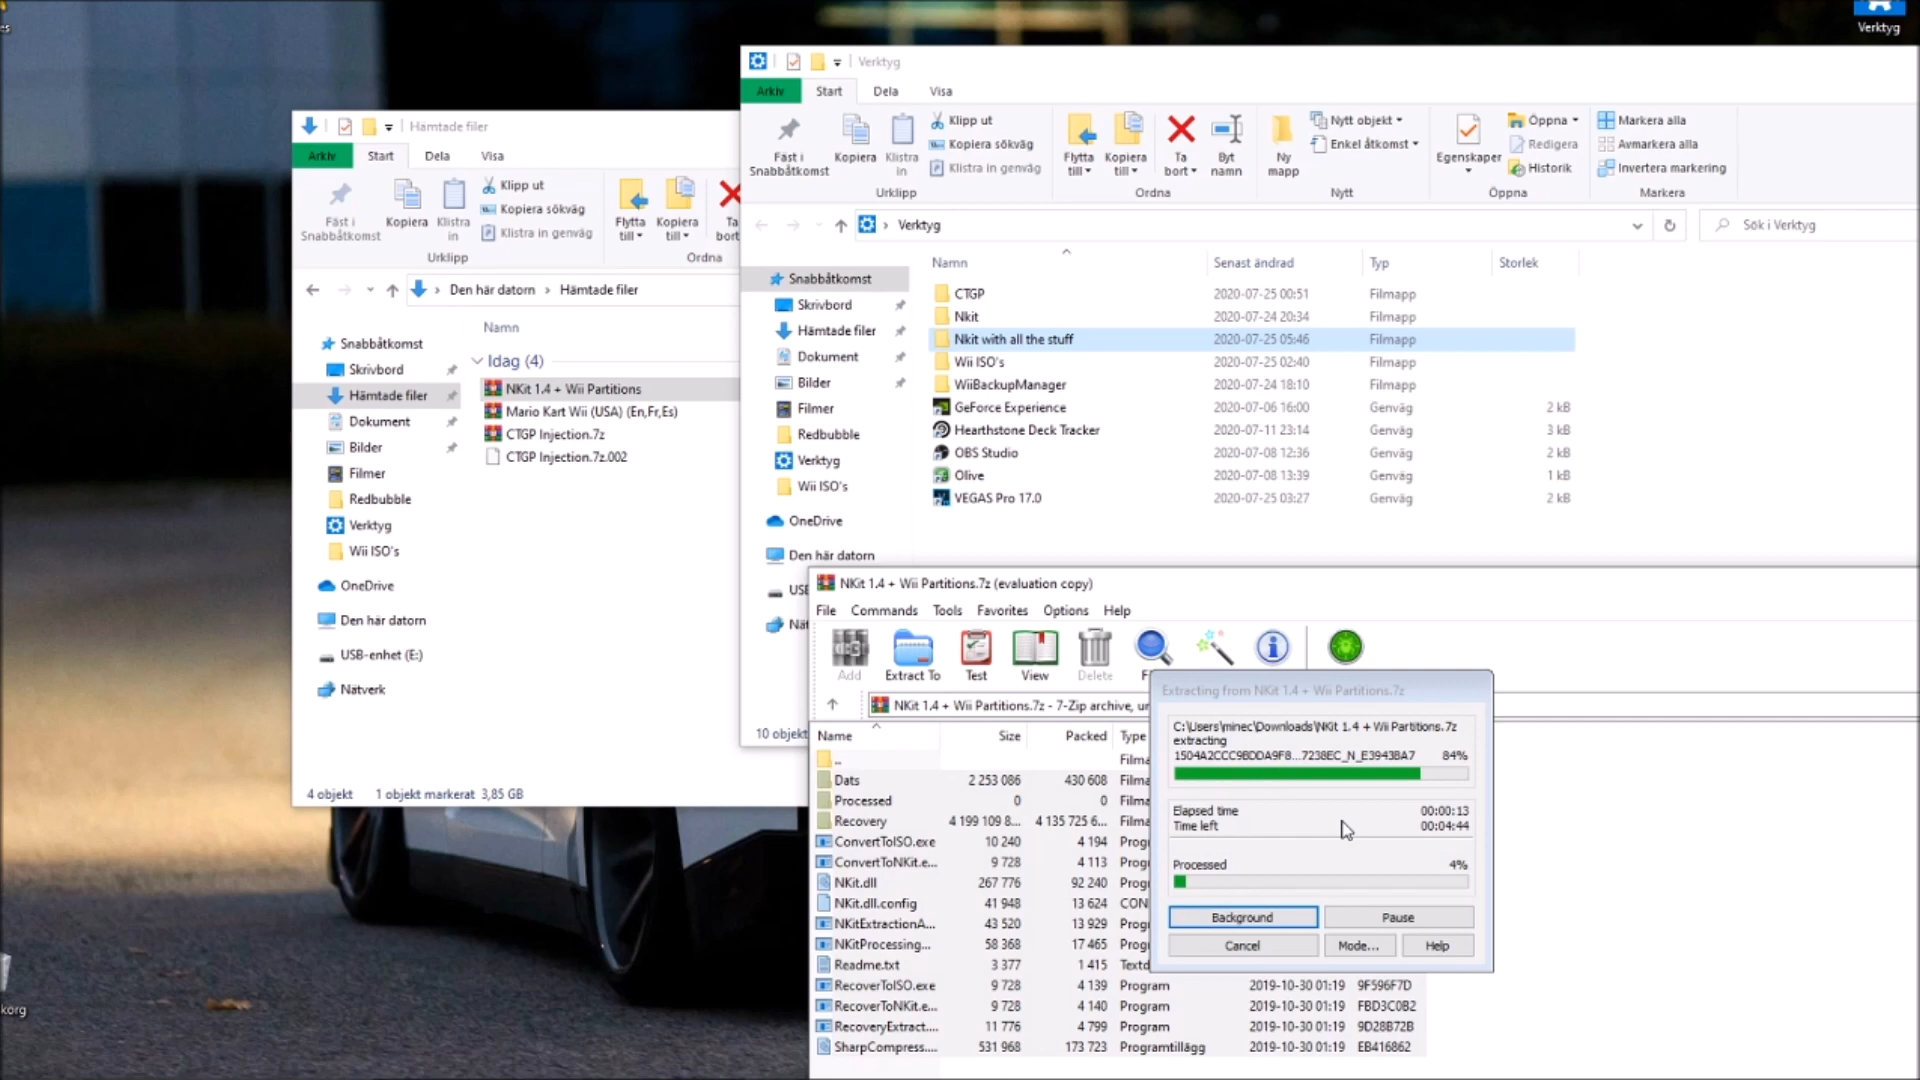 es
Verktyg
Hämtade filer
Arkiv Start Dela Visa
Fäst i Snabbåtkomst
Kopiera
Klistra in
Klipp ut
Kopiera sökväg
Klistra in genväg
Urklipp
Flytta till
Kopiera till
Ta bort
Ordna
Den här datorn › Hämtade filer
Snabbåtkomst
Skrivbord
Hämtade filer
Dokument
Bilder
Filmer
Redbubble
Verktyg
Wii ISO's
OneDrive
Den här datorn
USB-enhet (E:)
Nätverk
Namn
Idag (4)
NKit 1.4 + Wii Partitions
Mario Kart Wii (USA) (En,Fr,Es)
CTGP Injection.7z
CTGP Injection.7z.002
4 objekt 1 objekt markerat 3,85 GB
Verktyg
Arkiv Start Dela Visa
Fäst i Snabbåtkomst
Kopiera
Klistra in
Klipp ut
Kopiera sökväg
Klistra in genväg
Urklipp
Flytta till
Kopiera till
Ta bort
Byt namn
Ordna
Ny mapp
Nytt objekt
Enkel åtkomst
Nytt
Egenskaper
Öppna
Redigera
Historik
Öppna
Markera alla
Avmarkera alla
Invertera markering
Markera
› Verktyg
Sök i Verktyg
Snabbåtkomst
Skrivbord
Hämtade filer
Dokument
Bilder
Filmer
Redbubble
Verktyg
Wii ISO's
OneDrive
Den här datorn
USB
Nät
Namn Senast ändrad Typ Storlek
CTGP 2020-07-25 00:51 Filmapp
Nkit 2020-07-24 20:34 Filmapp
Nkit with all the stuff 2020-07-25 05:46 Filmapp
Wii ISO's 2020-07-25 02:40 Filmapp
WiiBackupManager 2020-07-24 18:10 Filmapp
GeForce Experience 2020-07-06 16:00 Genväg 2 kB
Hearthstone Deck Tracker 2020-07-11 23:14 Genväg 3 kB
OBS Studio 2020-07-08 12:36 Genväg 2 kB
Olive 2020-07-08 13:39 Genväg 1 kB
VEGAS Pro 17.0 2020-07-25 03:27 Genväg 2 kB
10 objekt
NKit 1.4 + Wii Partitions.7z (evaluation copy)
File Commands Tools Favorites Options Help
Add Extract To Test View Delete F
NKit 1.4 + Wii Partitions.7z - 7-Zip archive, un
Name Size Packed Type
.. Filma
Dats 2 253 086 430 608 Filma
Processed 0 0 Filma
Recovery 4 199 109 8... 4 135 725 6... Filma
ConvertToISO.exe 10 240 4 194 Prog
ConvertToNKit.e... 9 728 4 113 Prog
NKit.dll 267 776 92 240 Prog
NKit.dll.config 41 948 13 624 CON
NKitExtractionA... 43 520 13 929 Prog
NKitProcessing... 58 368 17 465 Prog
Readme.txt 3 377 1 415 Textd
RecoverToISO.exe 9 728 4 139 Program 2019-10-30 01:19 9F596F7D
RecoverToNKit.e... 9 728 4 140 Program 2019-10-30 01:19 FBD3C0B2
RecoveryExtract.... 11 776 4 799 Program 2019-10-30 01:19 9D28B72B
SharpCompress.... 531 968 173 723 Programtillägg 2019-10-30 01:19 EB416862
Extracting from NKit 1.4 + Wii Partitions.7z
C:\Users\minec\Downloads\NKit 1.4 + Wii Partitions.7z
extracting
1504A2CCC9BDDA9F8...7238EC_N_E3943BA7 84%
Elapsed time 00:00:13
Time left 00:04:44
Processed 4%
Background Pause
Cancel Mode... Help
korg
Verktyg